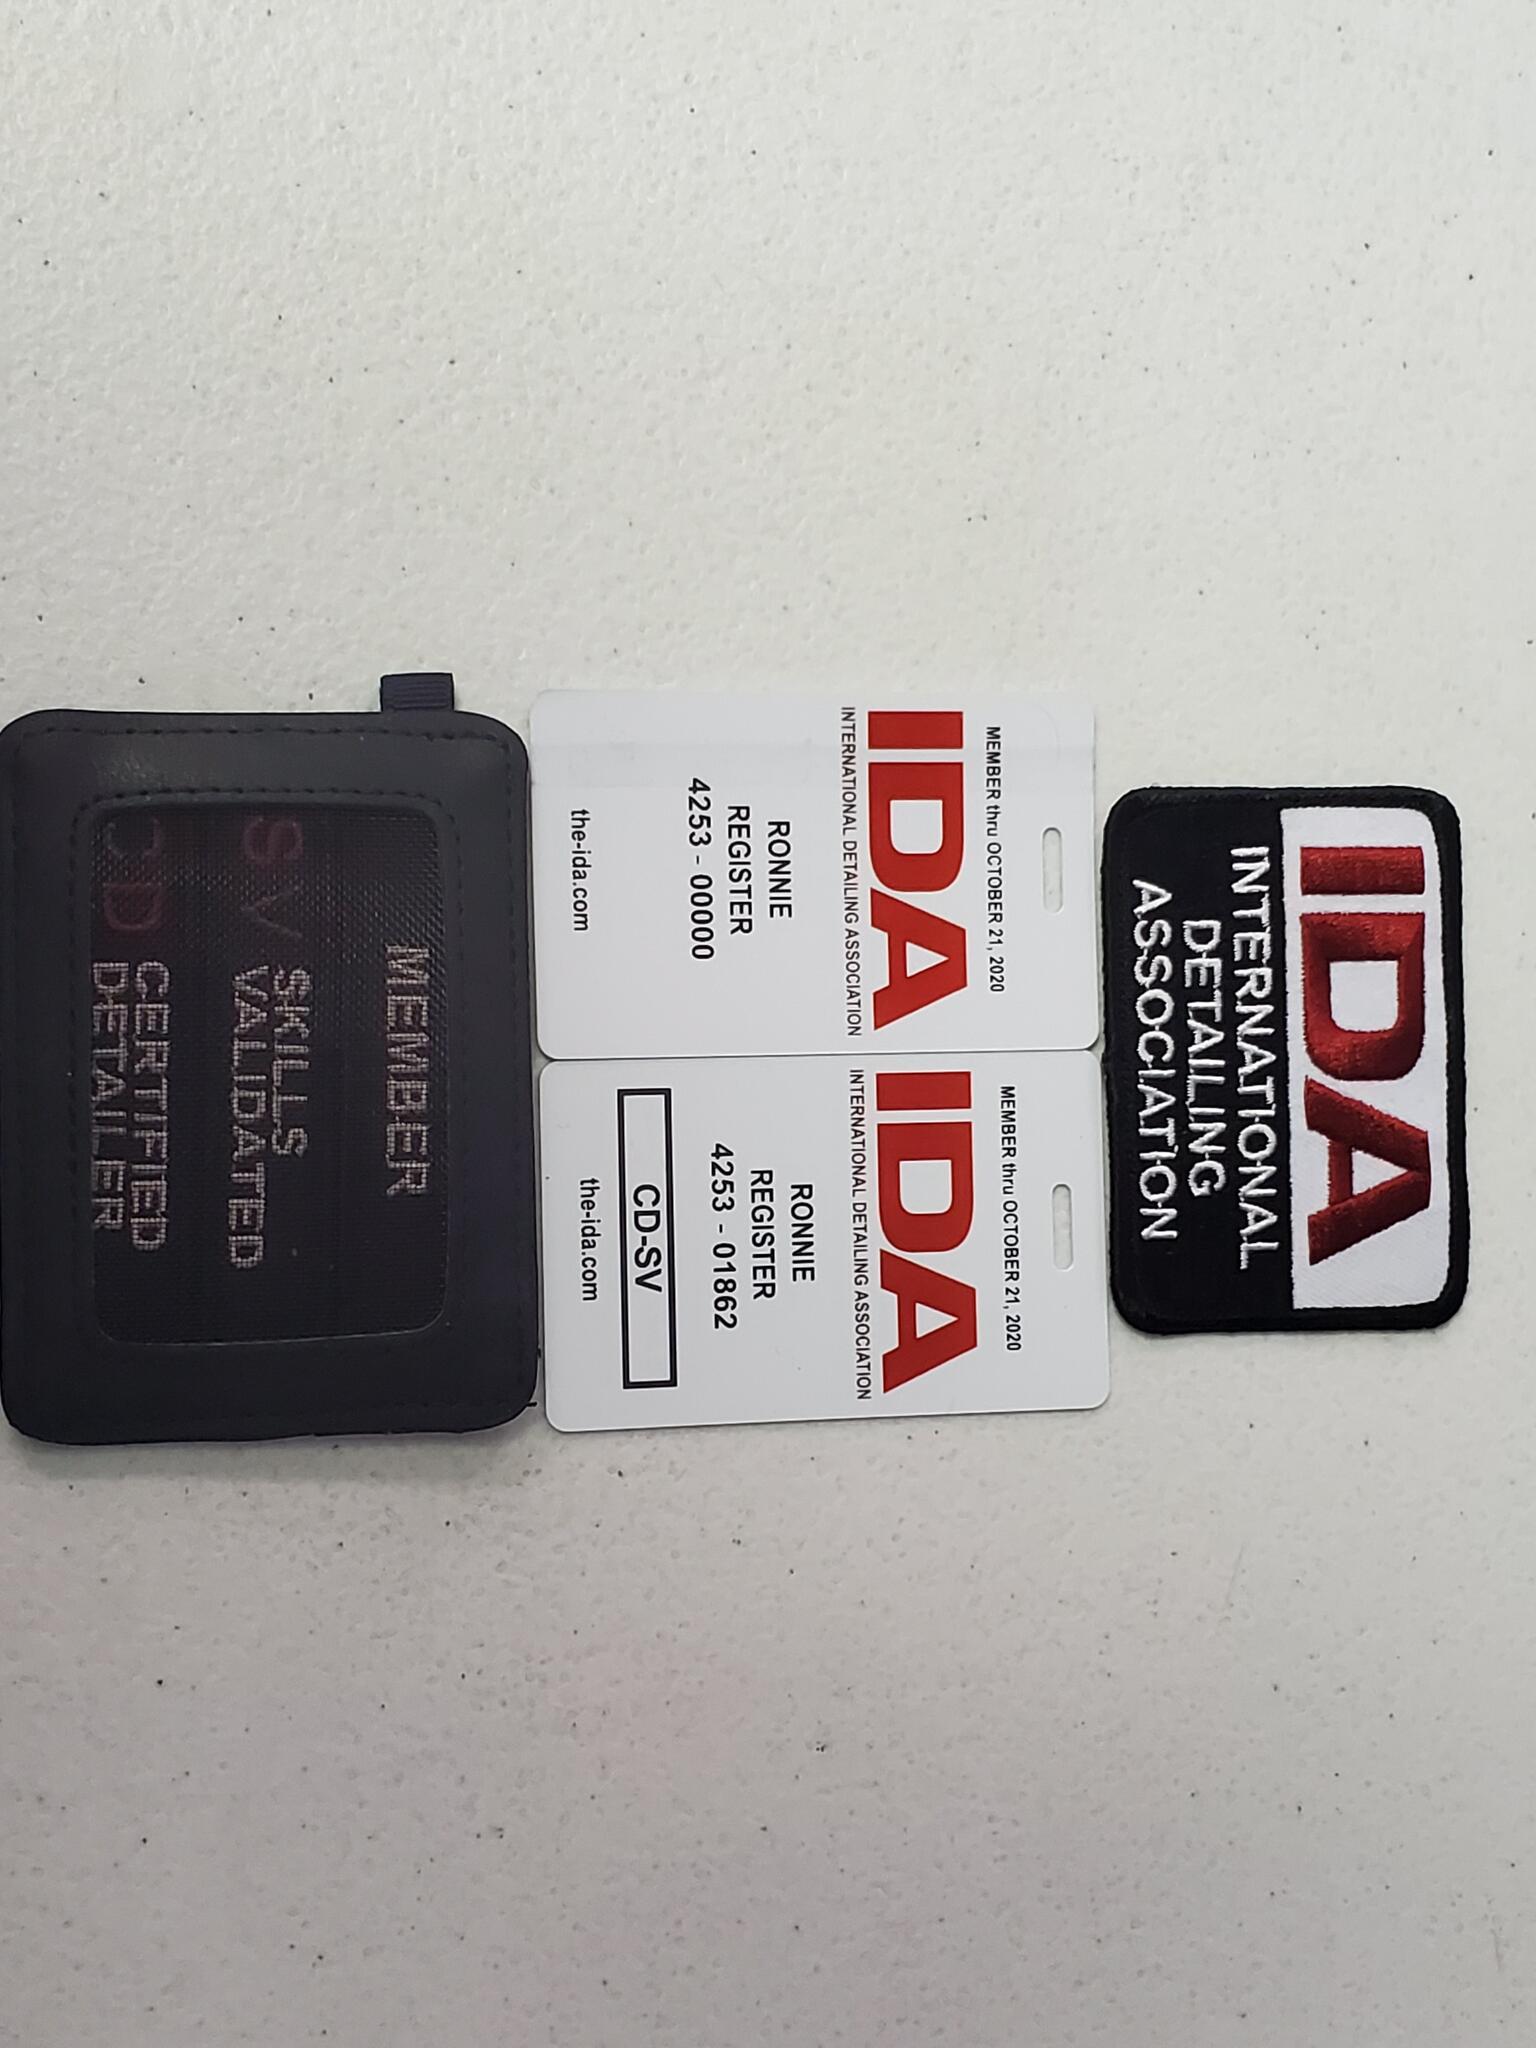 IDA
INTERNATIONAL
DETAILING
ASSOCIATION
MEMBER thru OCTOBER 21, 2020
IDA
INTERNATIONAL DETAILING ASSOCIATION
RONNIE
REGISTER
4253 - 00000
the-ida.com
MEMBER thru OCTOBER 21, 2020
IDA
INTERNATIONAL DETAILING ASSOCIATION
RONNIE
REGISTER
4253 - 01862
CD-SV
the-ida.com
MEMBER
SV SKILLS
VALIDATED
CD CERTIFIED
DETAILER